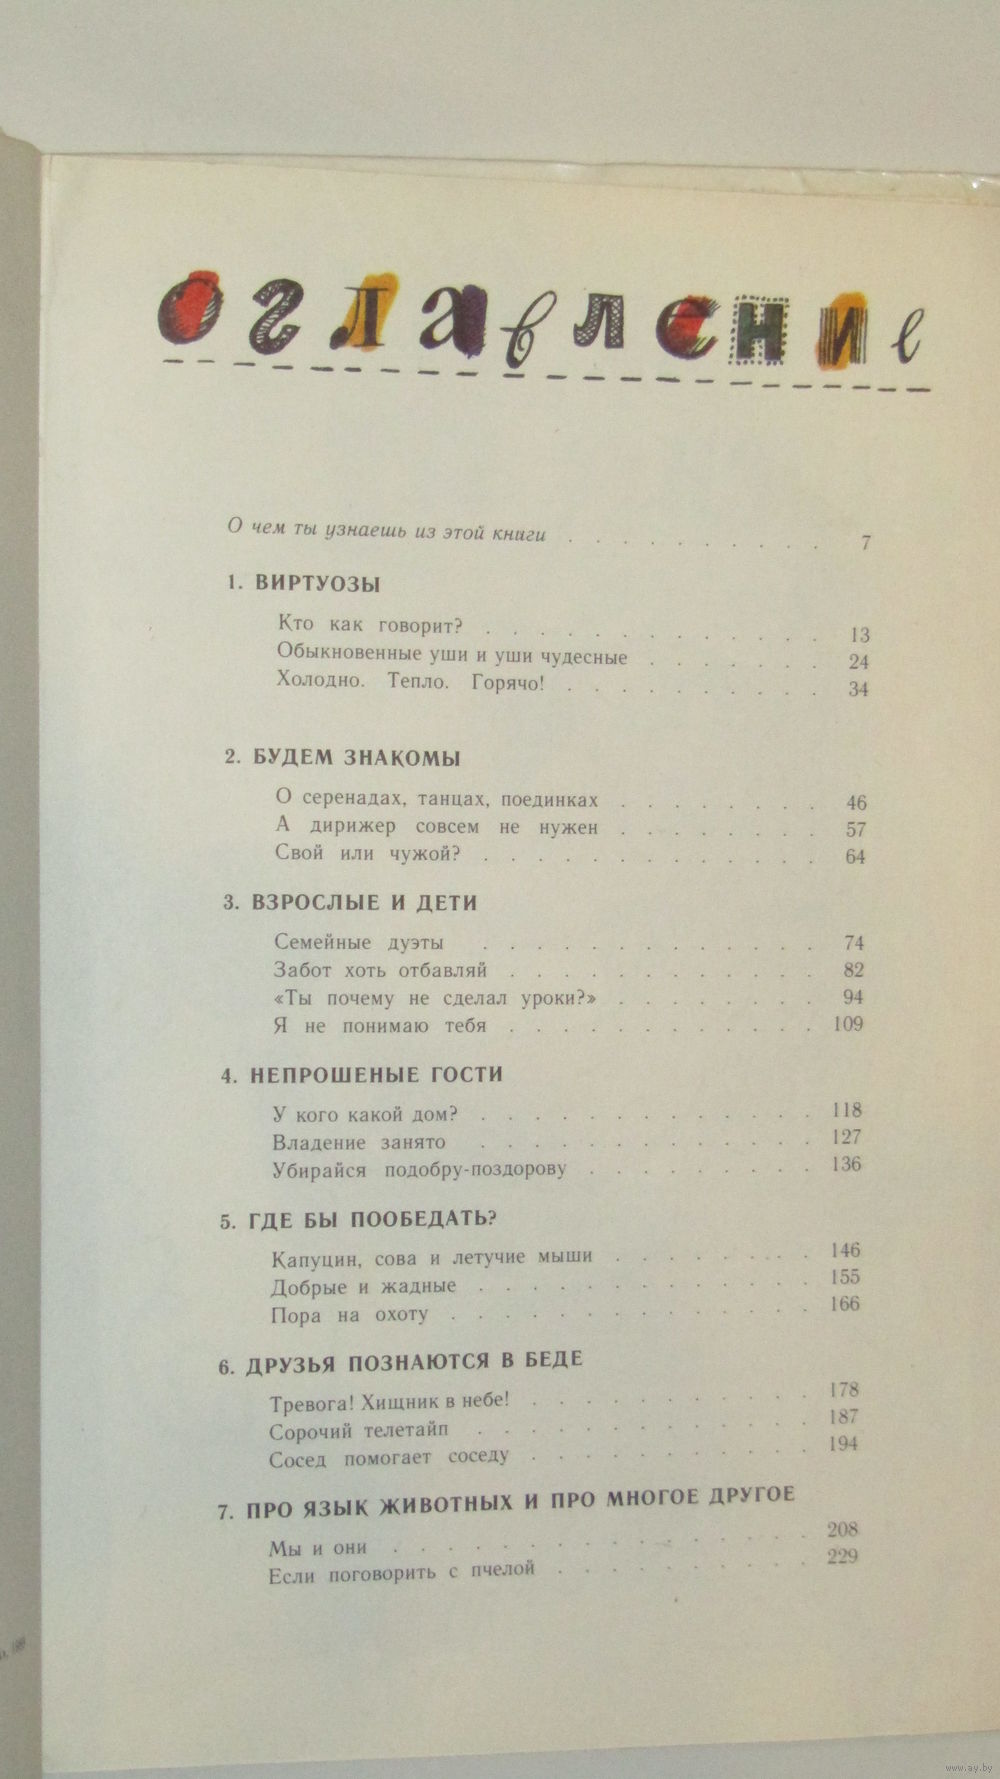 Оглавление
О чем ты узнаешь из этой книги . . . . . . . . . . 7
1. ВИРТУОЗЫ
Кто как говорит? . . . . . . . . . . . . . 13
Обыкновенные уши и уши чудесные . . . . . . . 24
Холодно. Тепло. Горячо! . . . . . . . . . . 34
2. БУДЕМ ЗНАКОМЫ
О серенадах, танцах, поединках . . . . . . . . 46
А дирижер совсем не нужен . . . . . . . . 57
Свой или чужой? . . . . . . . . . . . . . 64
3. ВЗРОСЛЫЕ И ДЕТИ
Семейные дуэты . . . . . . . . . . . . . 74
Забот хоть отбавляй . . . . . . . . . . . . 82
«Ты почему не сделал уроки?» . . . . . . . . 94
Я не понимаю тебя . . . . . . . . . . . . 109
4. НЕПРОШЕНЫЕ ГОСТИ
У кого какой дом? . . . . . . . . . . . . . 118
Владение занято . . . . . . . . . . . . . 127
Убирайся подобру-поздорову . . . . . . . . . 136
5. ГДЕ БЫ ПООБЕДАТЬ?
Капуцин, сова и летучие мыши . . . . . . . . 146
Добрые и жадные . . . . . . . . . . . . . 155
Пора на охоту . . . . . . . . . . . . . . 166
6. ДРУЗЬЯ ПОЗНАЮТСЯ В БЕДЕ
Тревога! Хищник в небе! . . . . . . . . . . . 178
Сорочий телетайп . . . . . . . . . . . . . 187
Сосед помогает соседу . . . . . . . . . . . 194
7. ПРО ЯЗЫК ЖИВОТНЫХ И ПРО МНОГОЕ ДРУГОЕ
Мы и они . . . . . . . . . . . . . . . . 208
Если поговорить с пчелой . . . . . . . . . . 229
www.ay.by